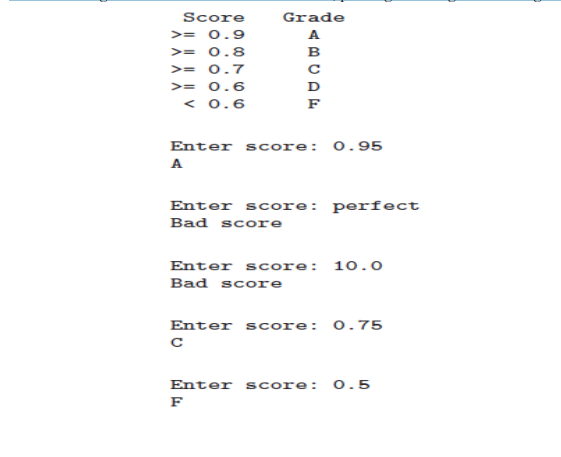 Score Grade
>= 0.9 A
>= 0.8 B
>= 0.7 C
>= 0.6 D
< 0.6 F
Enter score: 0.95
A
Enter score: perfect
Bad score
Enter score: 10.0
Bad score
Enter score: 0.75
C
Enter score: 0.5
F